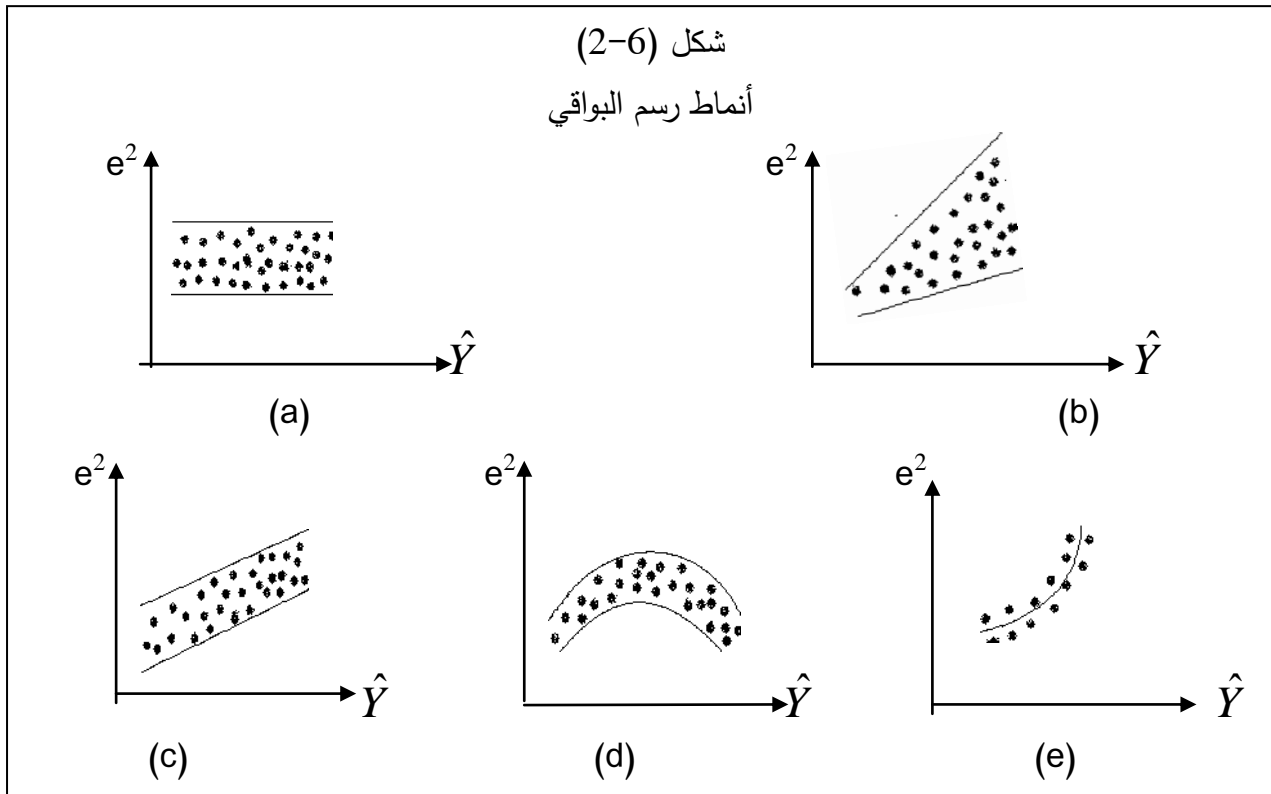 شكل (6-2)
أنماط رسم البواقي
e²
Ŷ
(a)
e²
Ŷ
(b)
e²
Ŷ
(c)
e²
Ŷ
(d)
e²
Ŷ
(e)